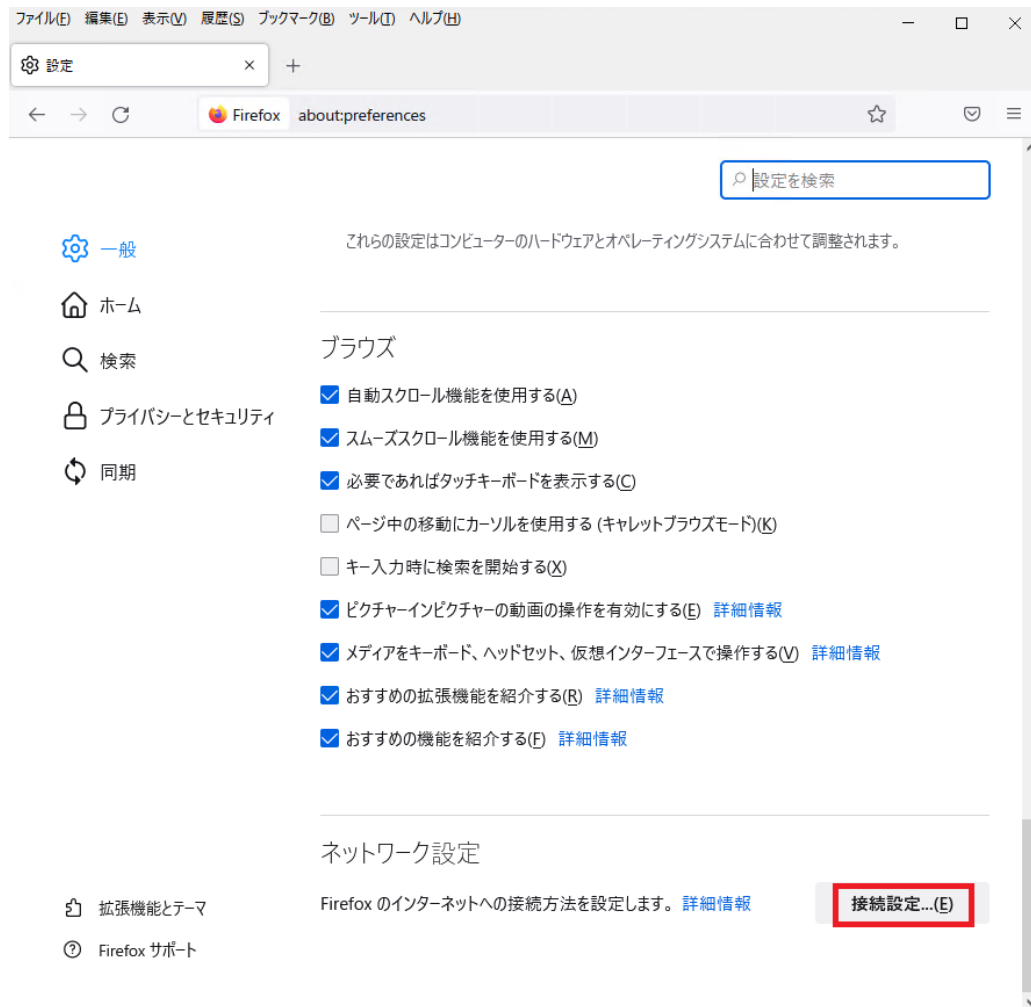 ファイル(F) 編集(E) 表示(V) 履歴(S) ブックマーク(B) ツール(T) ヘルプ(H)
設定
Firefox about:preferences
設定を検索
これらの設定はコンピューターのハードウェアとオペレーティングシステムに合わせて調整されます。
一般
ホーム
検索
プライバシーとセキュリティ
同期
ブラウズ
自動スクロール機能を使用する(A)
スムーズスクロール機能を使用する(M)
必要であればタッチキーボードを表示する(C)
ページ中の移動にカーソルを使用する (キャレットブラウズモード)(K)
キー入力時に検索を開始する(X)
ピクチャーインピクチャーの動画の操作を有効にする(E) 詳細情報
メディアをキーボード、ヘッドセット、仮想インターフェースで操作する(V) 詳細情報
おすすめの拡張機能を紹介する(R) 詳細情報
おすすめの機能を紹介する(F) 詳細情報
ネットワーク設定
Firefox のインターネットへの接続方法を設定します。 詳細情報 接続設定...(E)
拡張機能とテーマ
Firefox サポート